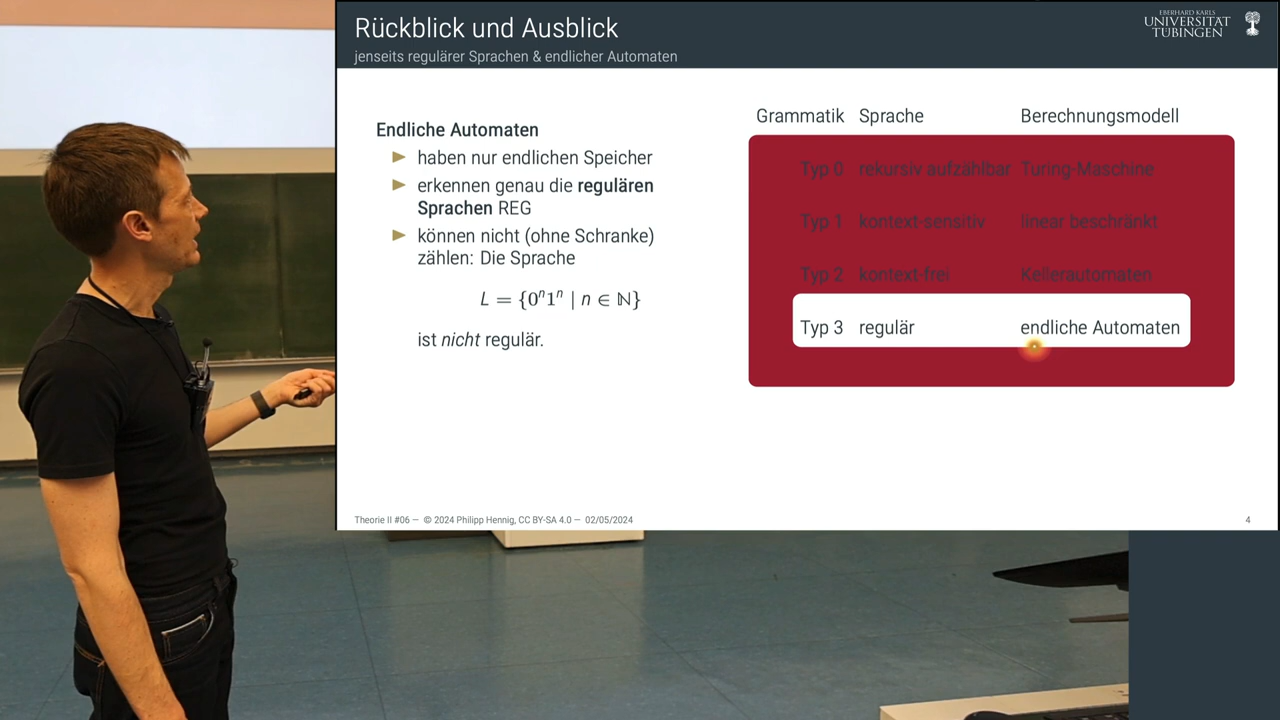 Rückblick und Ausblick
jenseits regulärer Sprachen & endlicher Automaten
EBERHARD KARLS
UNIVERSITÄT
TÜBINGEN
Endliche Automaten
haben nur endlichen Speicher
erkennen genau die regulären
Sprachen REG
können nicht (ohne Schranke)
zählen: Die Sprache
L = {0ⁿ1ⁿ | n ∈ ℕ}
ist nicht regulär.
Grammatik Sprache Berechnungsmodell
Typ 0 rekursiv aufzählbar Turing-Maschine
Typ 1 kontext-sensitiv linear beschränkt
Typ 2 kontext-frei Kellerautomaten
Typ 3 regulär endliche Automaten
Theorie II #06 — © 2024 Philipp Hennig, CC BY-SA 4.0 — 02/05/2024
4